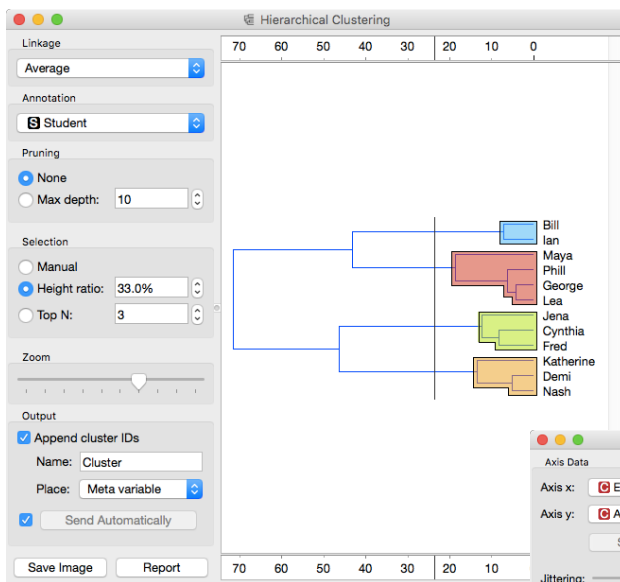 Hierarchical Clustering
Linkage
Average
Annotation
S Student
Pruning
None
Max depth: 10
Selection
Manual
Height ratio: 33.0%
Top N: 3
Zoom
Output
Append cluster IDs
Name: Cluster
Place: Meta variable
Send Automatically
Save Image Report
70 60 50 40 30 20 10 0
Bill
Ian
Maya
Phill
George
Lea
Jena
Cynthia
Fred
Katherine
Demi
Nash
70 60 50 40 30 20 10 0
Axis Data
Axis x: C E
Axis y: C A
S
Jittering: